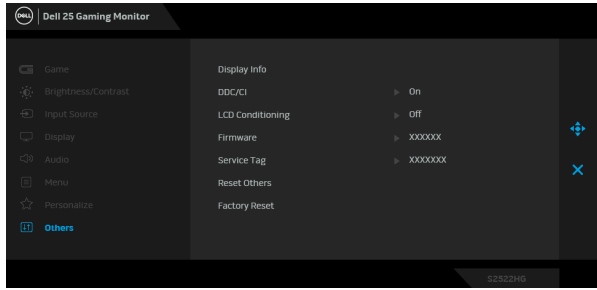 DELL
Dell 25 Gaming Monitor
Game
Brightness/Contrast
Input Source
Display
Audio
Menu
Personalize
Others
Display Info
DDC/CI On
LCD Conditioning Off
Firmware XXXXXX
Service Tag XXXXXXX
Reset Others
Factory Reset
S2522HG